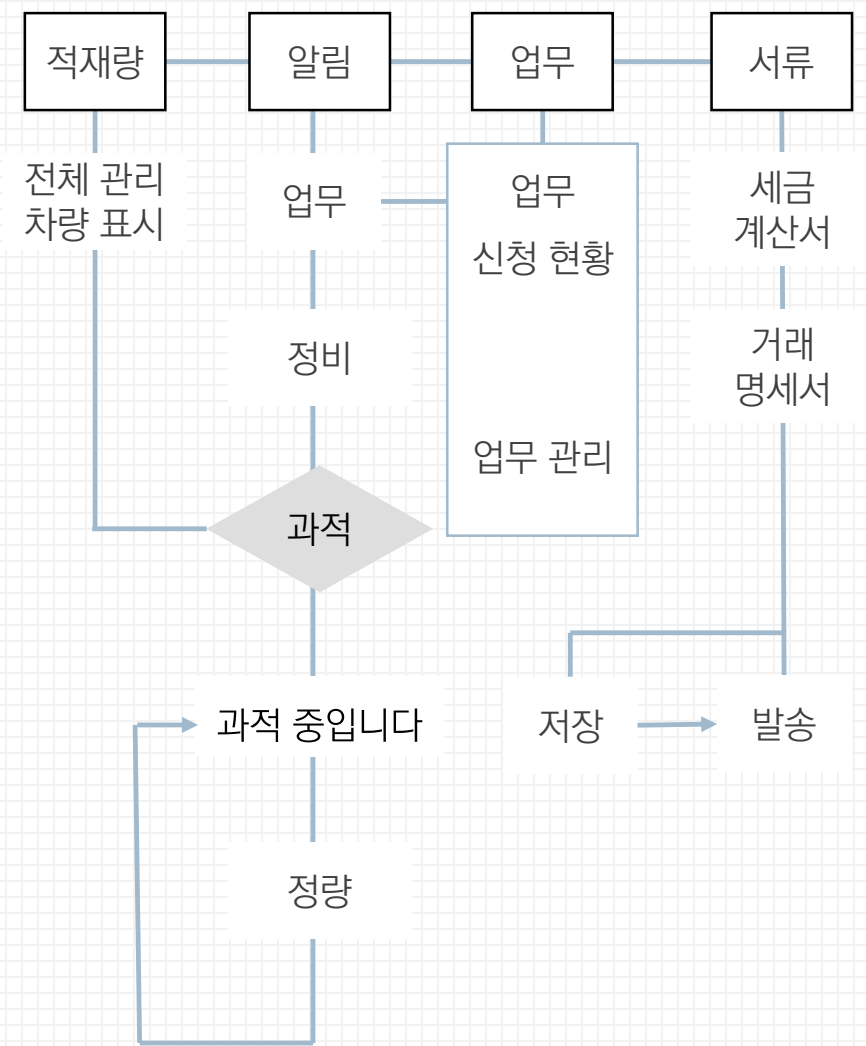 적재량
알림
업무
서류
전체 관리
차량 표시
업무
업무
신청 현황
세금
계산서
정비
거래
명세서
업무 관리
과적
과적 중입니다
저장
발송
정량